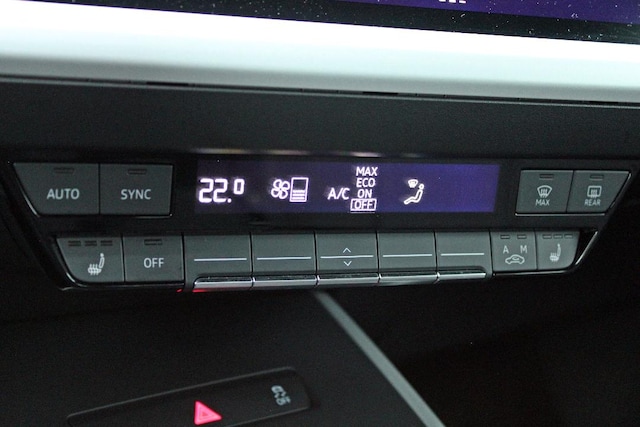 AUTO
SYNC
22.0
A/C
MAX
ECO
ON
OFF
MAX
REAR
OFF
A M